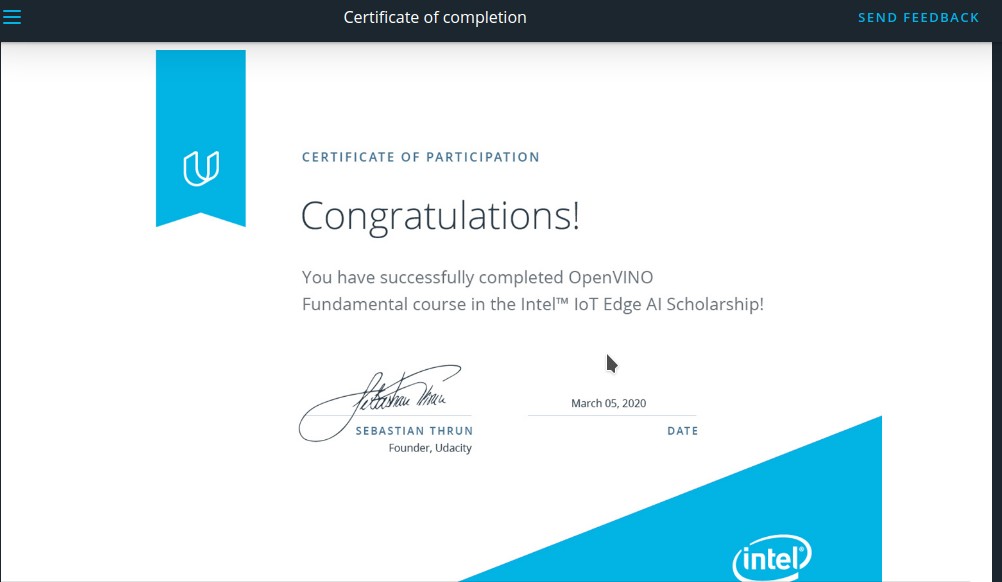 Certificate of completion
SEND FEEDBACK
CERTIFICATE OF PARTICIPATION
Congratulations!
You have successfully completed OpenVINO
Fundamental course in the Intel™ IoT Edge AI Scholarship!
Sebastian Thrun
March 05, 2020
SEBASTIAN THRUN
DATE
Founder, Udacity
intel®